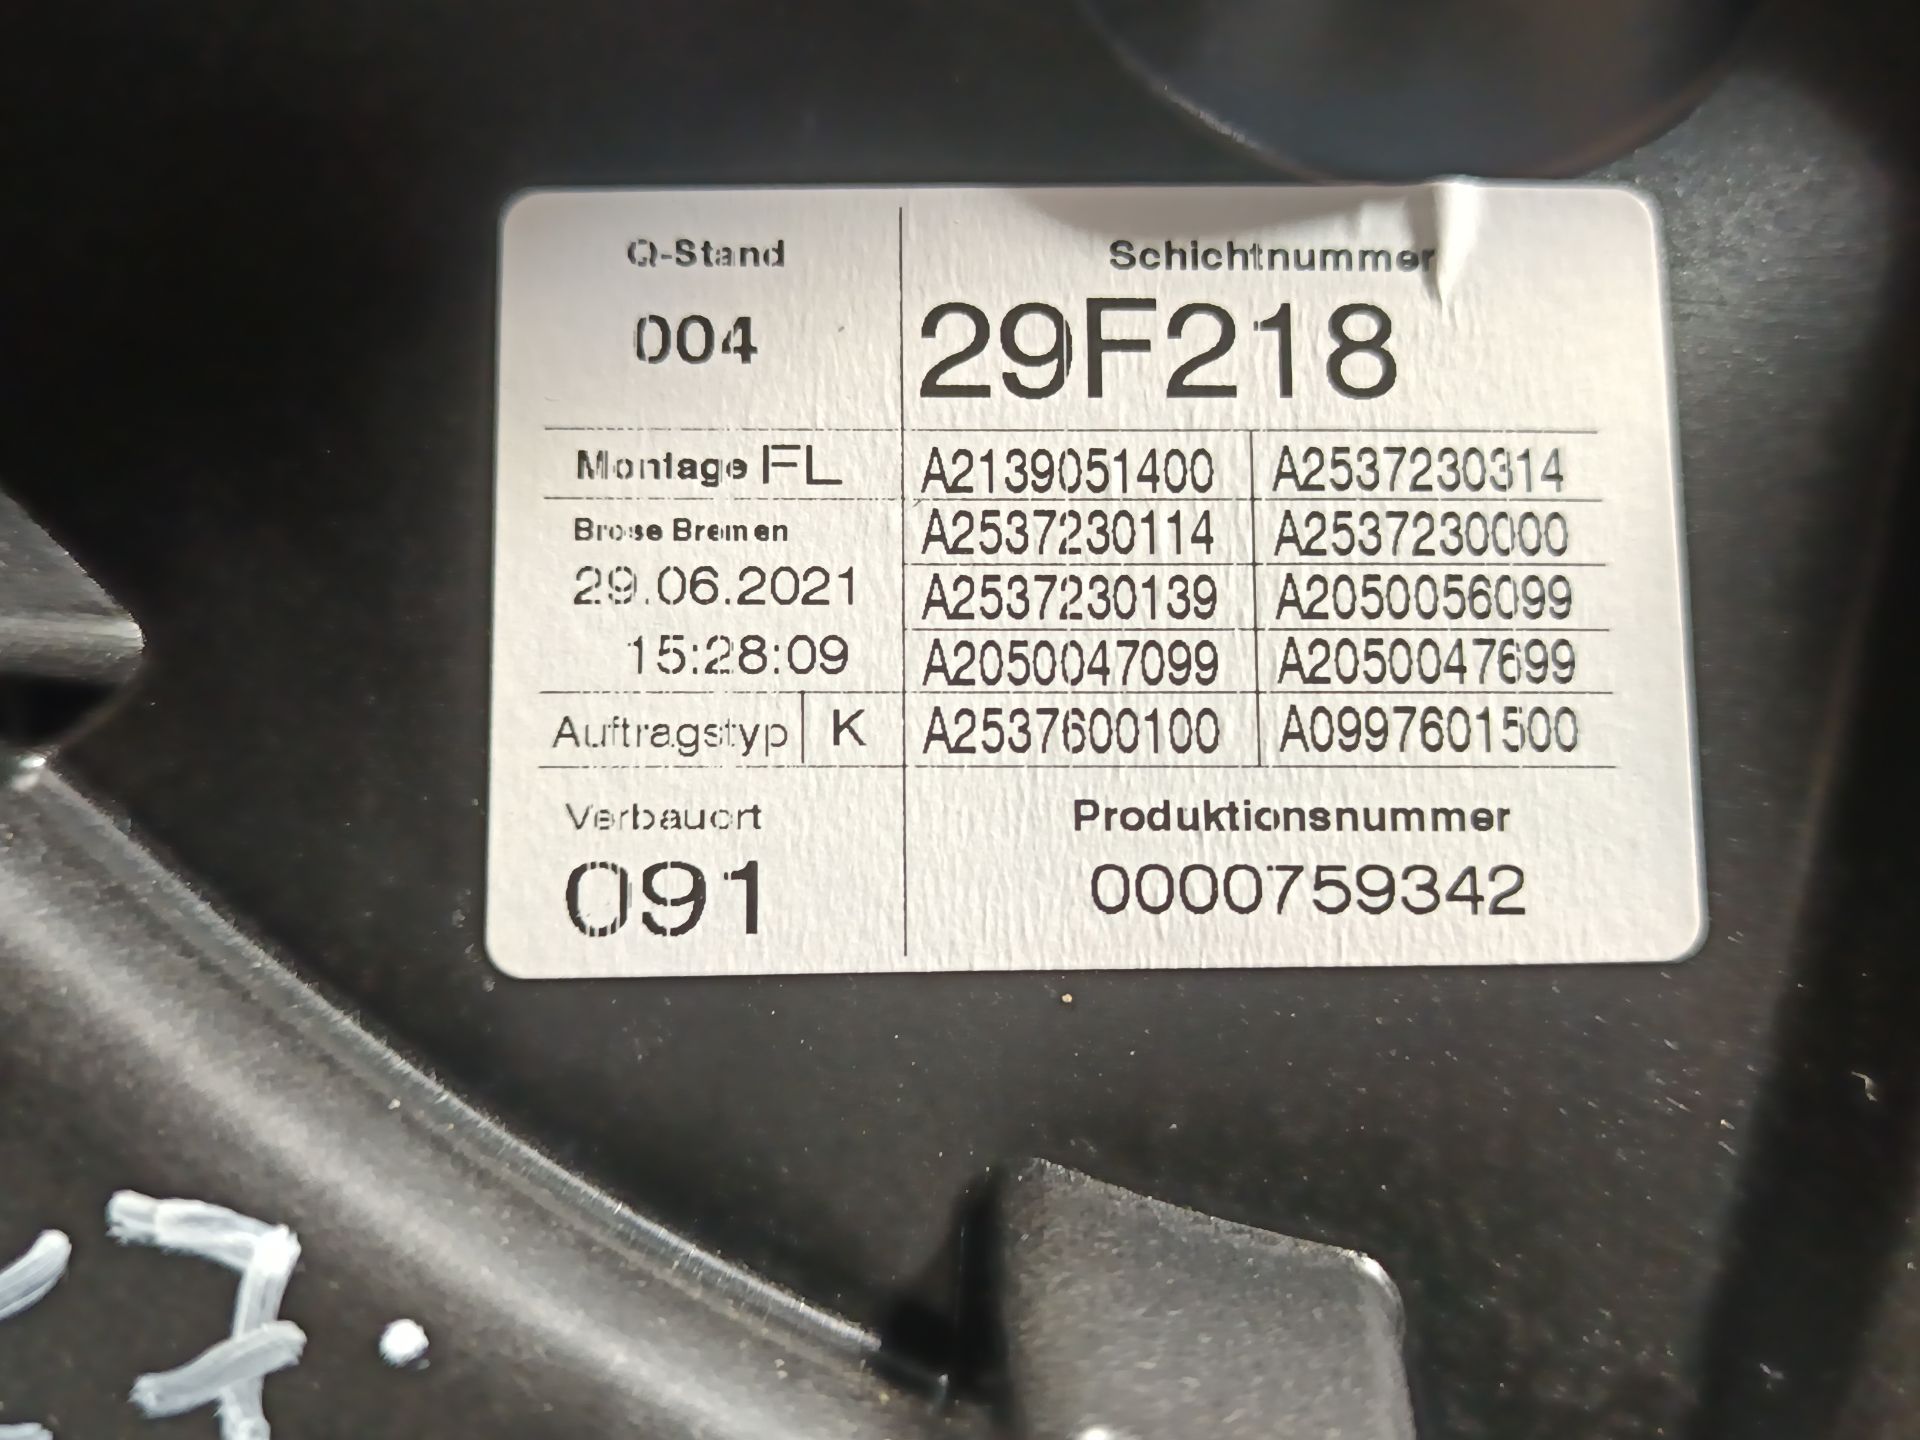 Q-Stand
004
Schichtnummer
29F218
Montage FL
Brose Bremen
29.06.2021
15:28:09
Auftragstyp K
A2139051400 A2537230314
A2537230114 A2537230000
A2537230139 A2050056099
A2050047099 A2050047699
A2537600100 A0997601500
Verbauort
091
Produktionsnummer
0000759342
7.